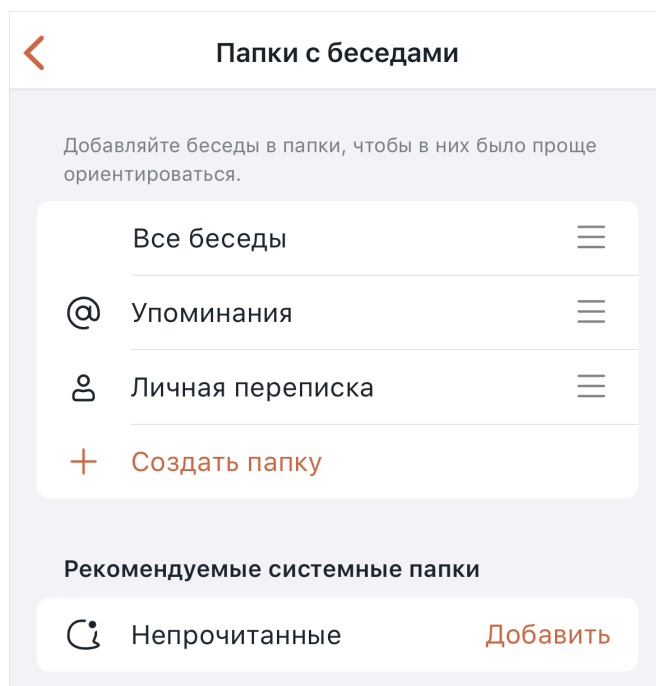 Папки с беседами
Добавляйте беседы в папки, чтобы в них было проще
ориентироваться.
Все беседы
Упоминания
Личная переписка
Создать папку
Рекомендуемые системные папки
Непрочитанные Добавить